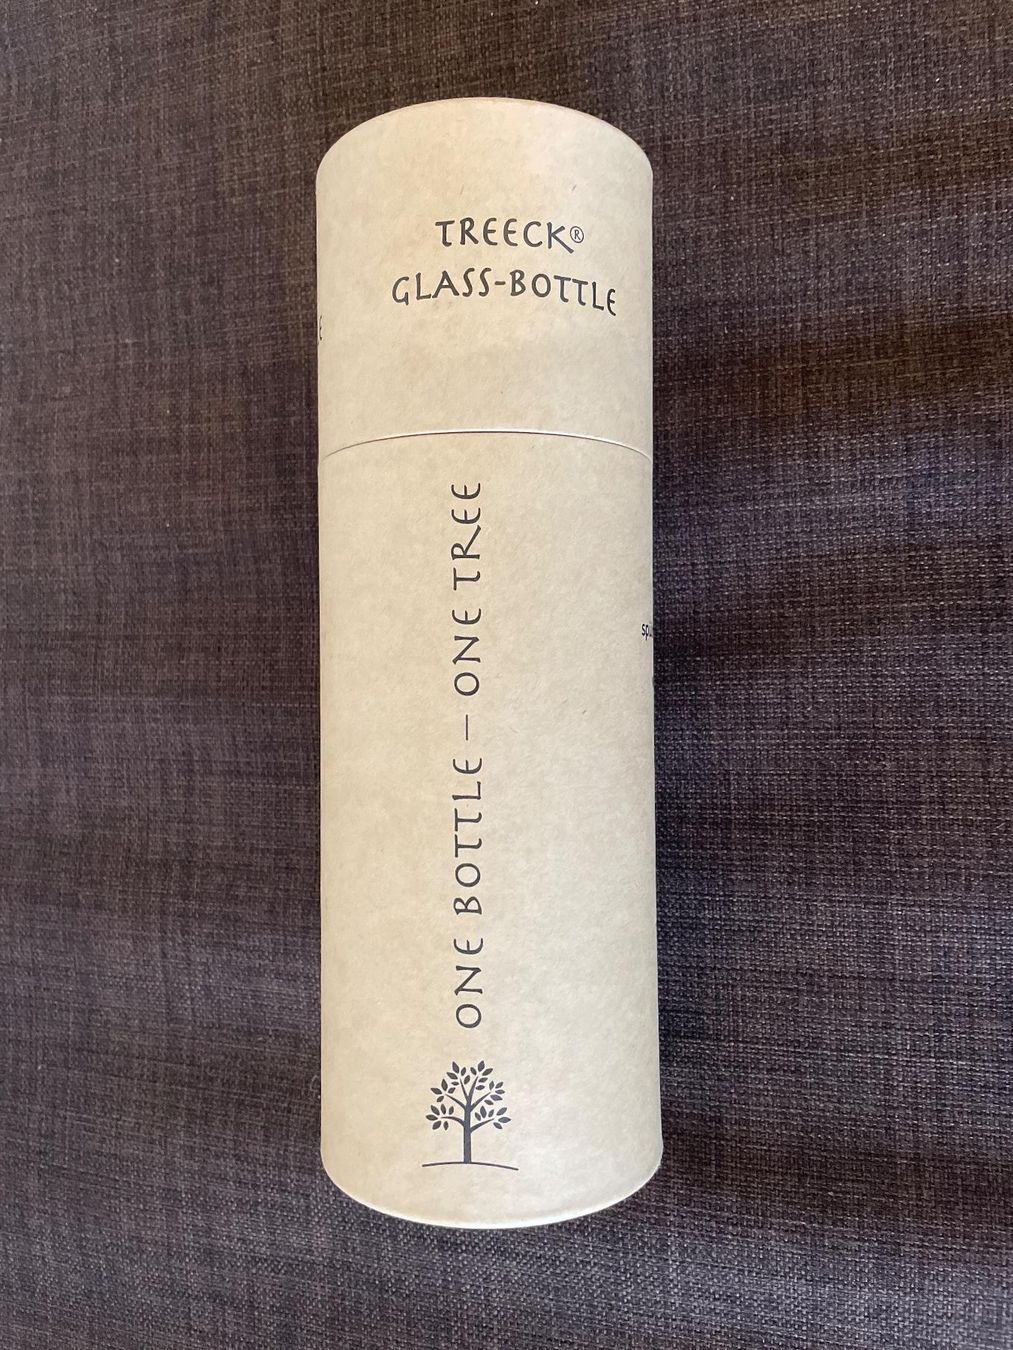 TREECK®
GLASS-BOTTLE
ONE BOTTLE – ONE TREE